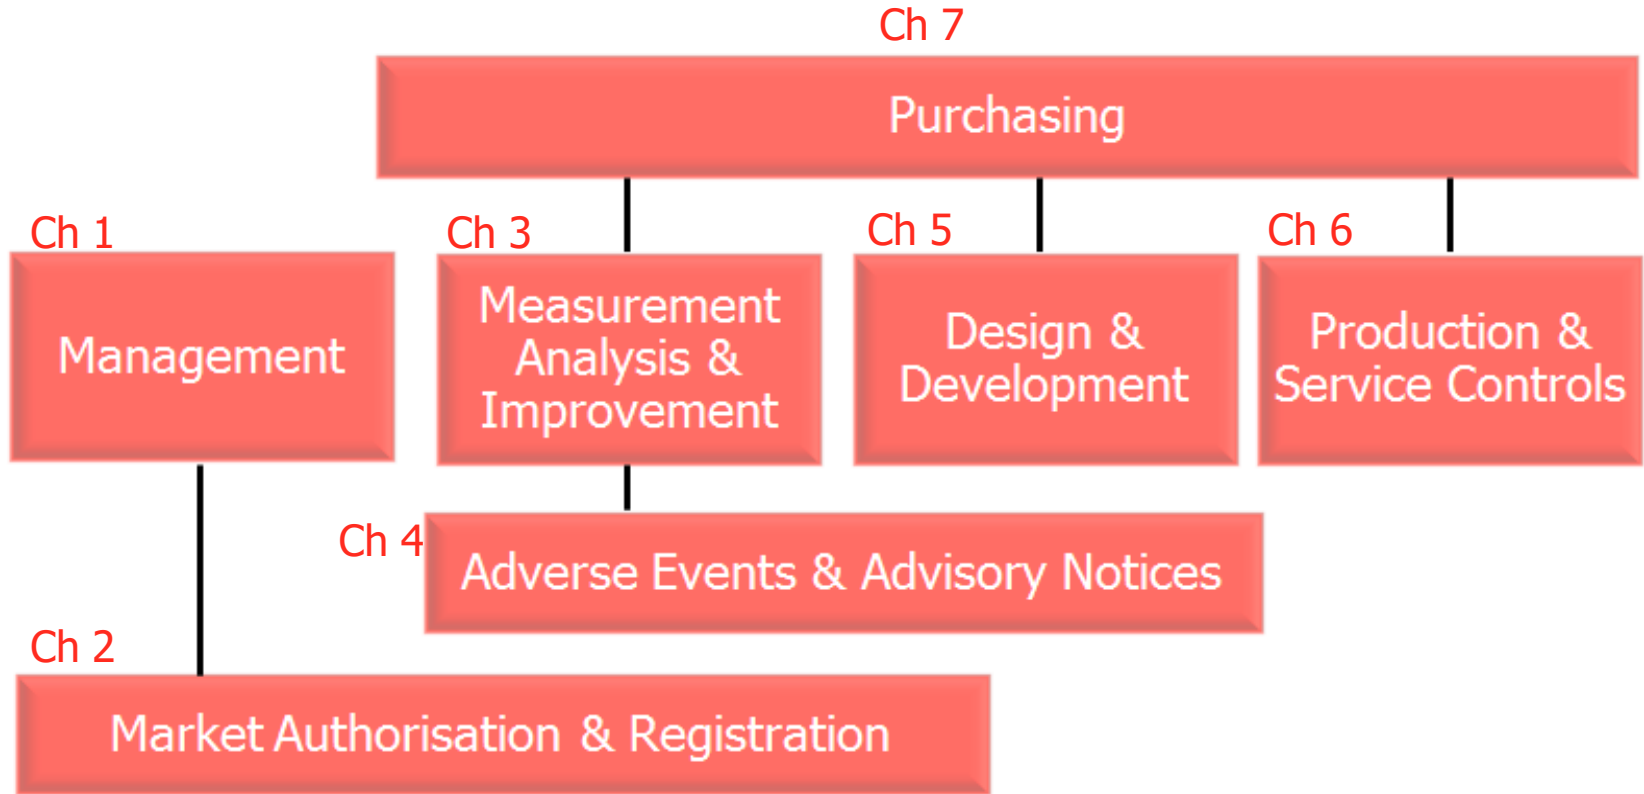 Ch 7
Purchasing
Ch 1
Management
Ch 3
Measurement
Analysis &
Improvement
Ch 5
Design &
Development
Ch 6
Production &
Service Controls
Ch 4
Adverse Events & Advisory Notices
Ch 2
Market Authorisation & Registration